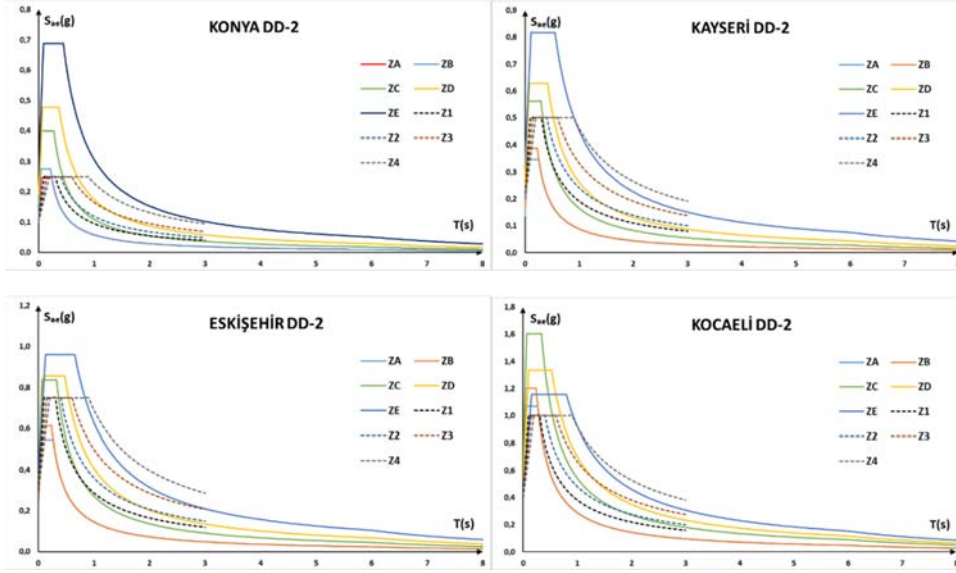 Sae(g)
KONYA DD-2
0,8
0,7
0,6
0,5
0,4
0,3
0,2
0,1
0,0
ZA ZB
ZC ZD
ZE Z1
Z2 Z3
Z4
T(s)
0 1 2 3 4 5 6 7 8
Sae(g)
KAYSERİ DD-2
0,9
0,8
0,7
0,6
0,5
0,4
0,3
0,2
0,1
0,0
ZA ZB
ZC ZD
ZE Z1
Z2 Z3
Z4
T(s)
0 1 2 3 4 5 6 7 8
Sae(g)
ESKİŞEHİR DD-2
1,2
1,0
0,8
0,6
0,4
0,2
0,0
ZA ZB
ZC ZD
ZE Z1
Z2 Z3
Z4
T(s)
0 1 2 3 4 5 6 7 8
Sae(g)
KOCAELİ DD-2
1,8
1,6
1,4
1,2
1,0
0,8
0,6
0,4
0,2
0,0
ZA ZB
ZC ZD
ZE Z1
Z2 Z3
Z4
T(s)
0 1 2 3 4 5 6 7 8